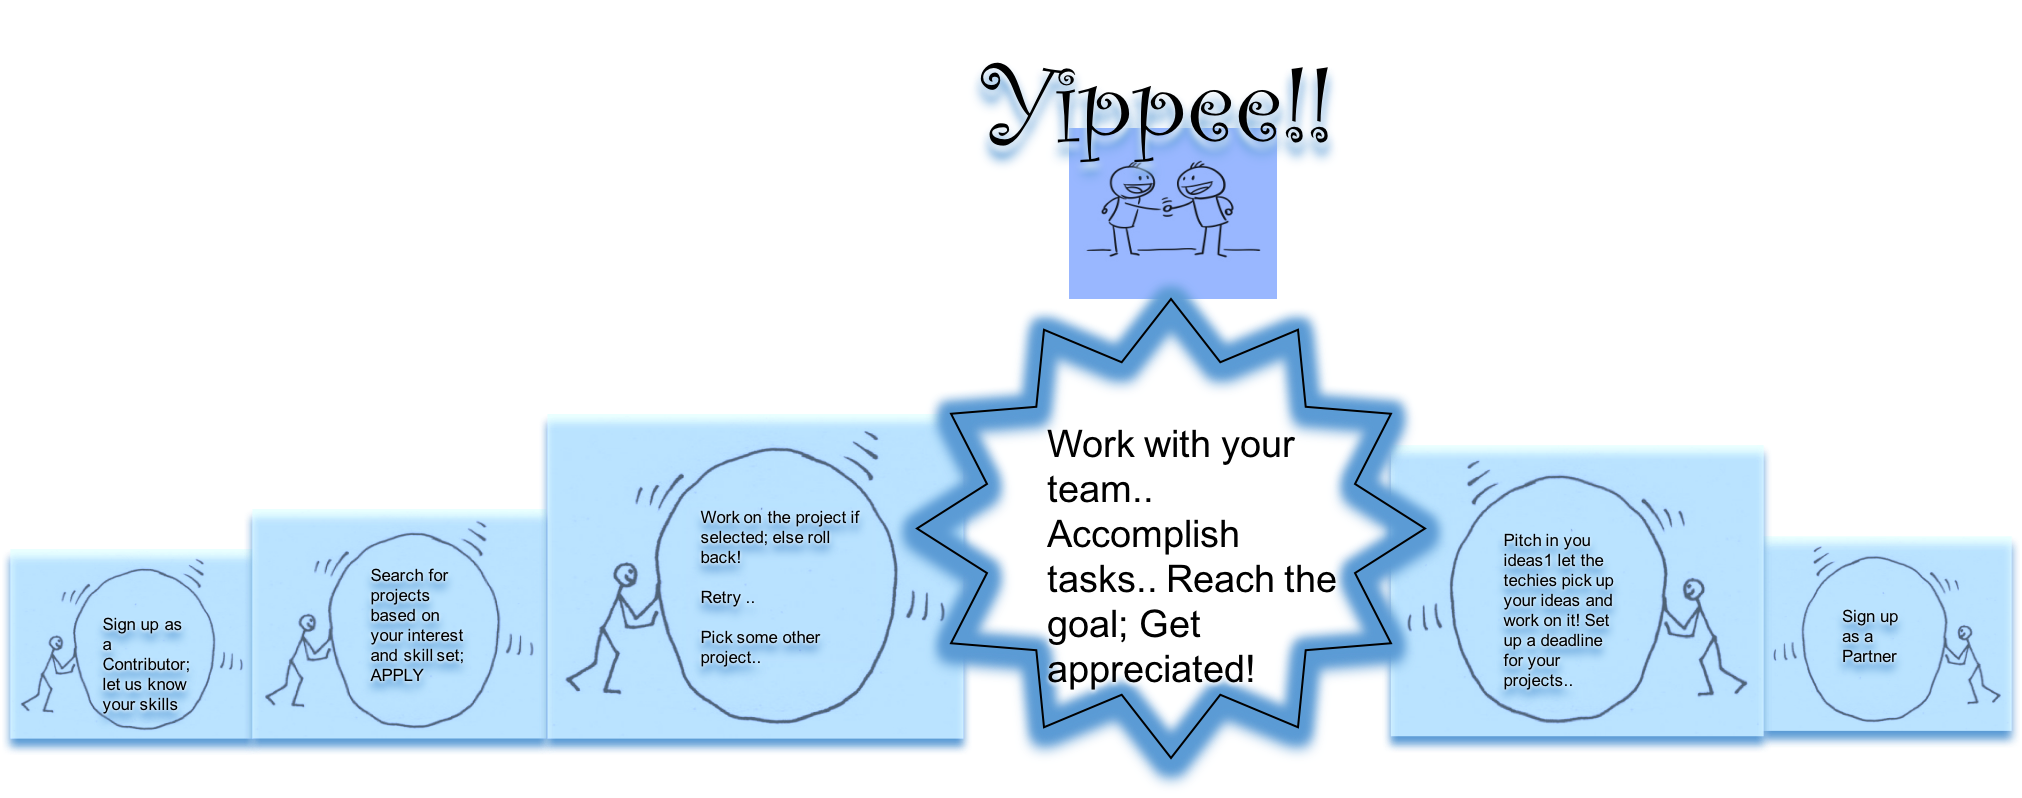 Yippee!!
Sign up as
a
Contributor;
let us know
your skills
Search for
projects
based on
your interest
and skill set;
APPLY
Work on the project if
selected; else roll
back!
Retry ..
Pick some other
project..
Work with your
team..
Accomplish
tasks.. Reach the
goal; Get
appreciated!
Pitch in you
ideas1 let the
techies pick up
your ideas and
work on it! Set
up a deadline
for your
projects..
Sign up
as a
Partner